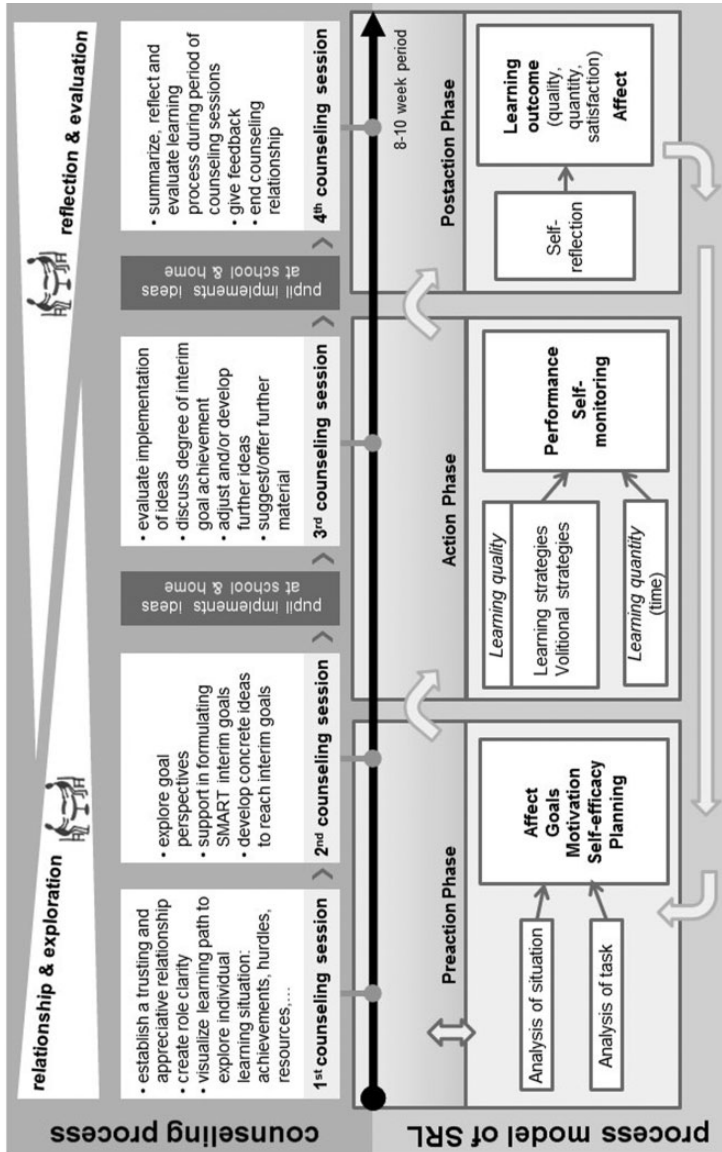 counseling process
relationship & exploration
reflection & evaluation
• establish a trusting and
appreciative relationship
• create role clarity
• visualize learning path to
explore individual
learning situation:
achievements, hurdles,
resources,…
1st counseling session
• explore goal
perspectives
• support in formulating
SMART interim goals
• develop concrete ideas
to reach interim goals
2nd counseling session
pupil implements ideas
at school & home
• evaluate implementation
of ideas
• discuss degree of interim
goal achievement
• adjust and/or develop
further ideas
• suggest/offer further
material
3rd counseling session
pupil implements ideas
at school & home
• summarize, reflect and
evaluate learning
process during period of
counseling sessions
• give feedback
• end counseling
relationship
4th counseling session
8-10 week period
process model of SRL
Preaction Phase
Analysis of situation
Analysis of task
Affect
Goals
Motivation
Self-efficacy
Planning
Action Phase
Learning quality
Learning strategies
Volitional strategies
Learning quantity
(time)
Performance
Self-
monitoring
Postaction Phase
Self-
reflection
Learning
outcome
(quality,
quantity,
satisfaction)
Affect